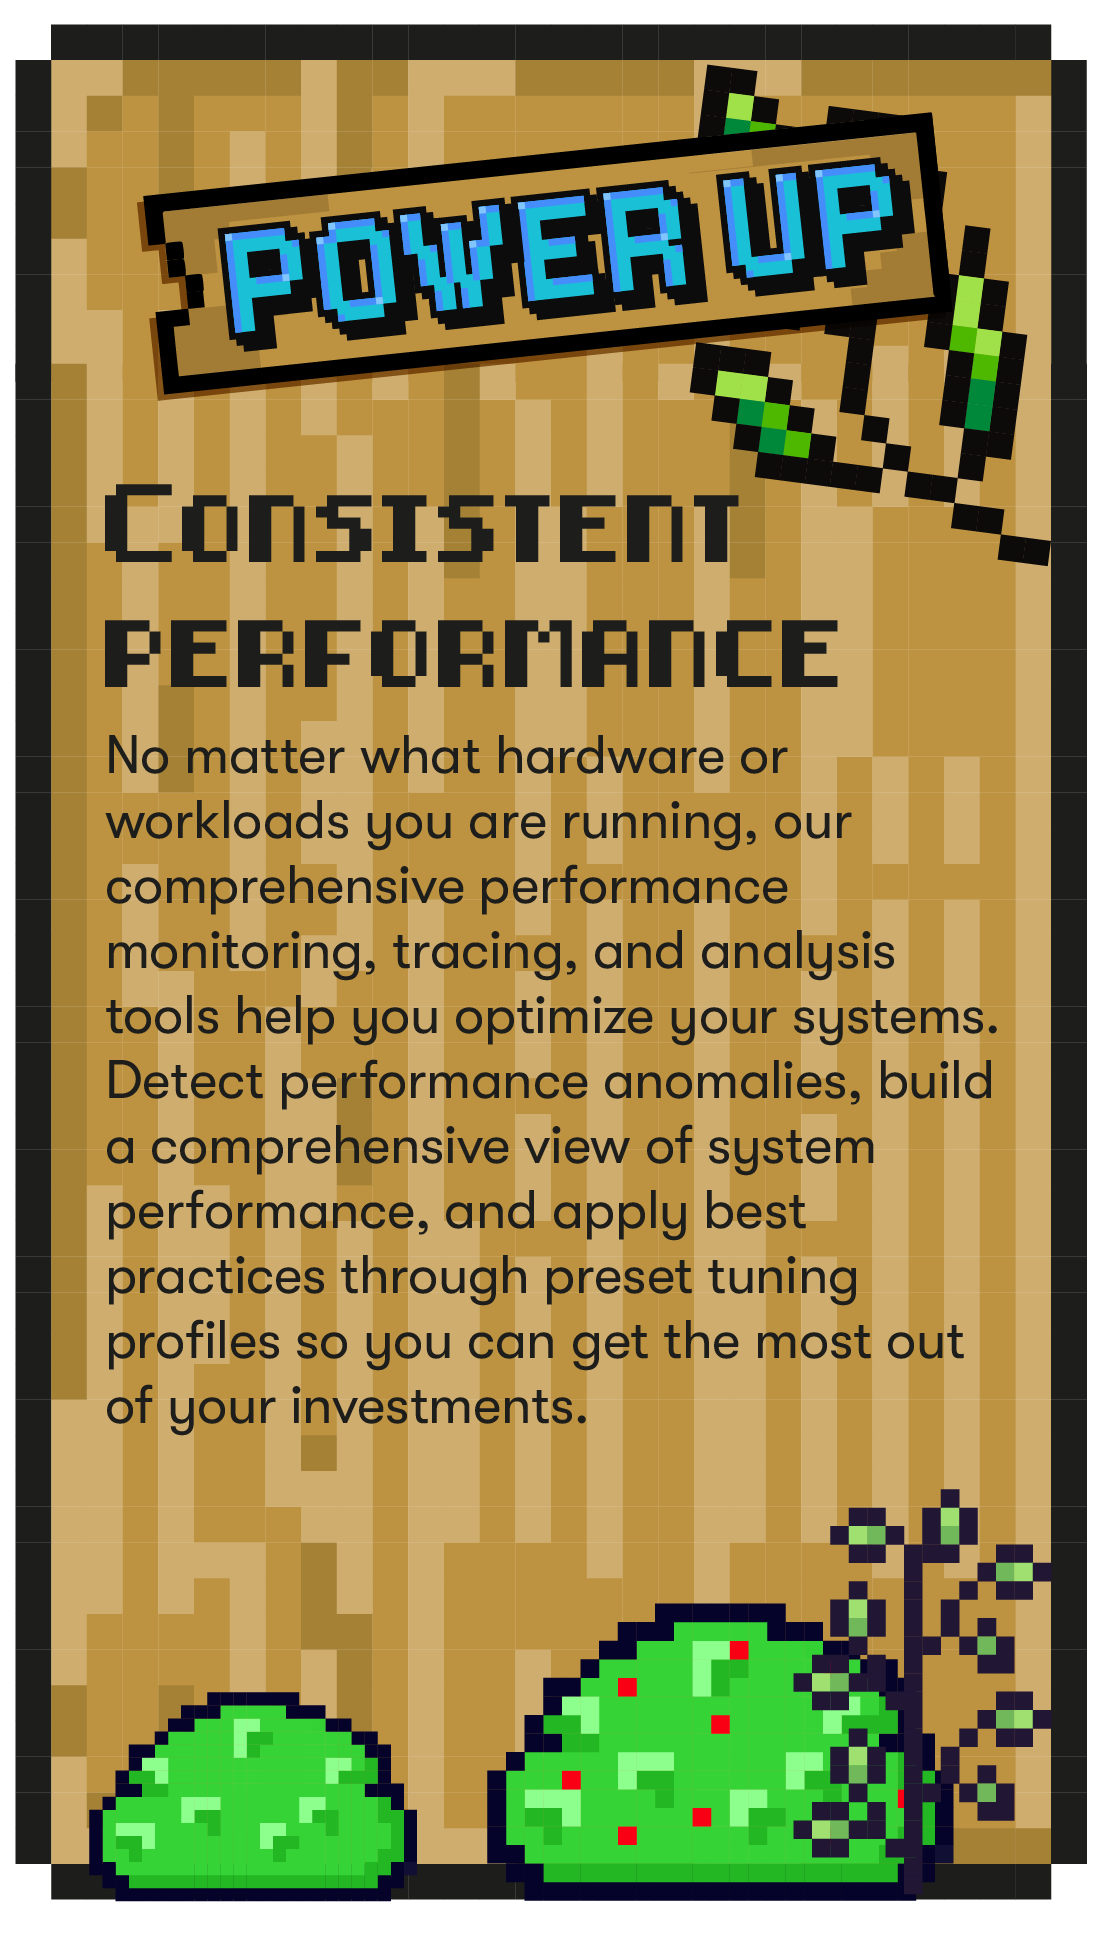 POWER UP
CONSISTENT
PERFORMANCE
No matter what hardware or
workloads you are running, our
comprehensive performance
monitoring, tracing, and analysis
tools help you optimize your systems.
Detect performance anomalies, build
a comprehensive view of system
performance, and apply best
practices through preset tuning
profiles so you can get the most out
of your investments.